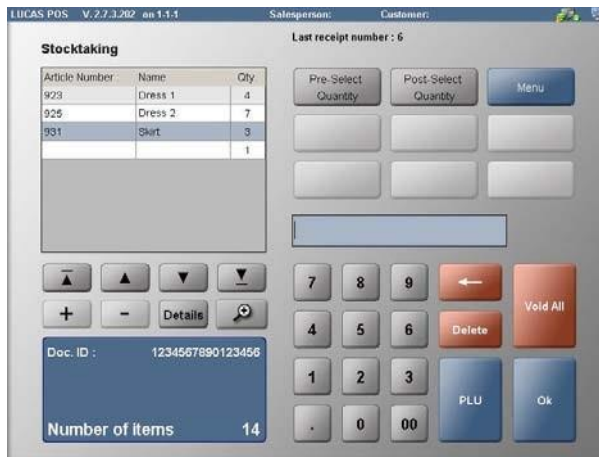 LUCAS POS V. 2.7.3.202 on 1-1-1 Salesperson: Customer:
Last receipt number : 6
Stocktaking
Article Number Name Qty
923 Dress 1 4
925 Dress 2 7
931 Skirt 3
1
Pre-Select Quantity
Post-Select Quantity
Menu
+ - Details
Doc. ID : 1234567890123456
Number of items 14
7 8 9
4 5 6 Delete Void All
1 2 3
. 0 00 PLU Ok